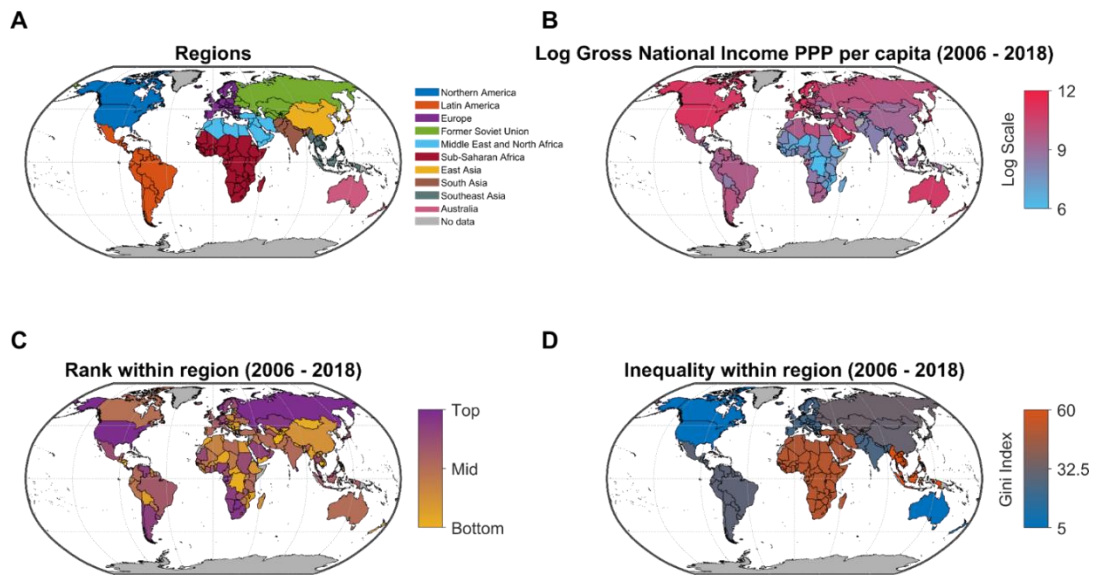 A
Regions
Northern America
Latin America
Europe
Former Soviet Union
Middle East and North Africa
Sub-Saharan Africa
East Asia
South Asia
Southeast Asia
Australia
No data
B
Log Gross National Income PPP per capita (2006 - 2018)
12
9
6
Log Scale
C
Rank within region (2006 - 2018)
Top
Mid
Bottom
D
Inequality within region (2006 - 2018)
60
32.5
5
Gini Index